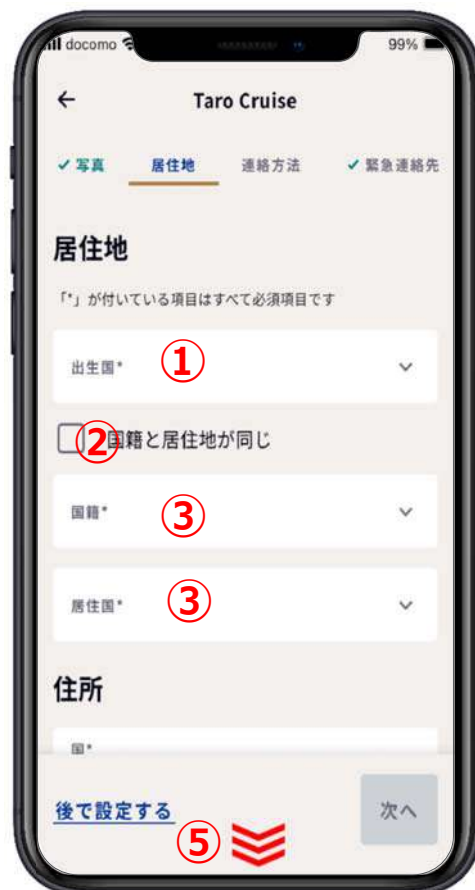 docomo 99%
← Taro Cruise
✓ 写真 居住地 連絡方法 ✓ 緊急連絡先
居住地
「*」が付いている項目はすべて必須項目です
出生国* ①
② 国籍と居住地が同じ
国籍* ③
居住国* ③
住所
国*
後で設定する 次へ
⑤